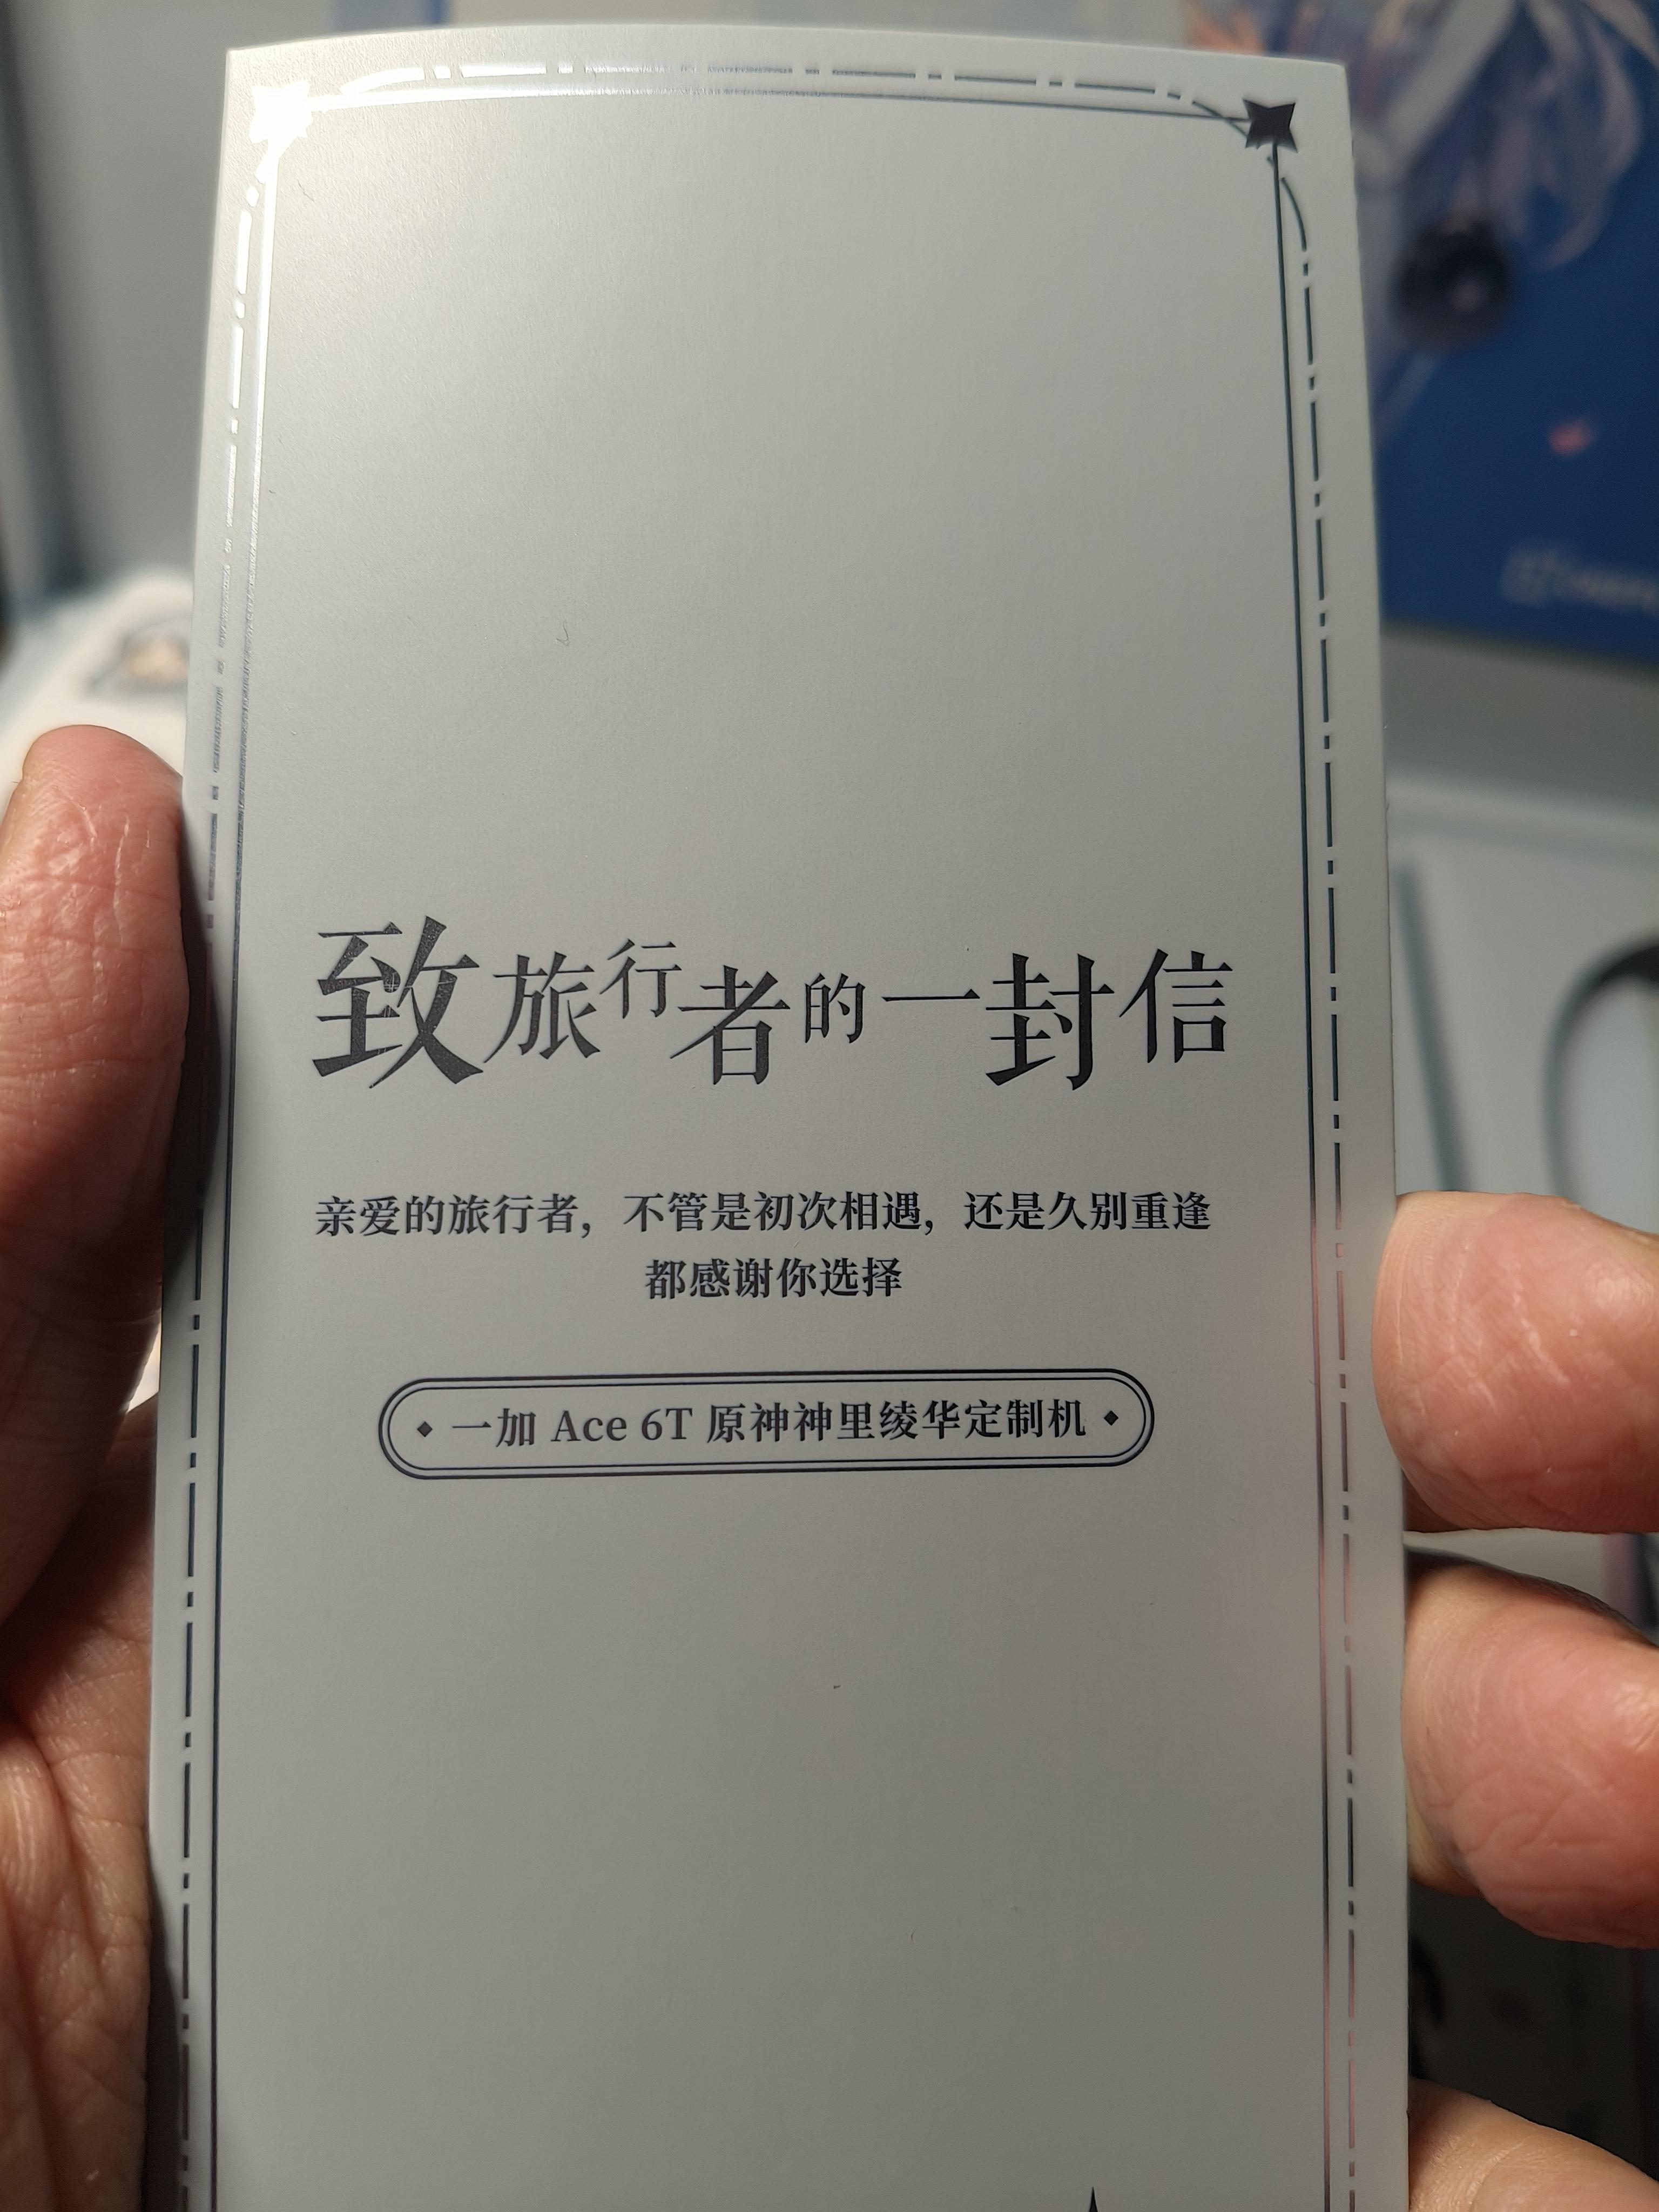 致旅行者的一封信
亲爱的旅行者，不管是初次相遇，还是久别重逢
都感谢你选择
一加 Ace 6T 原神神里绫华定制机